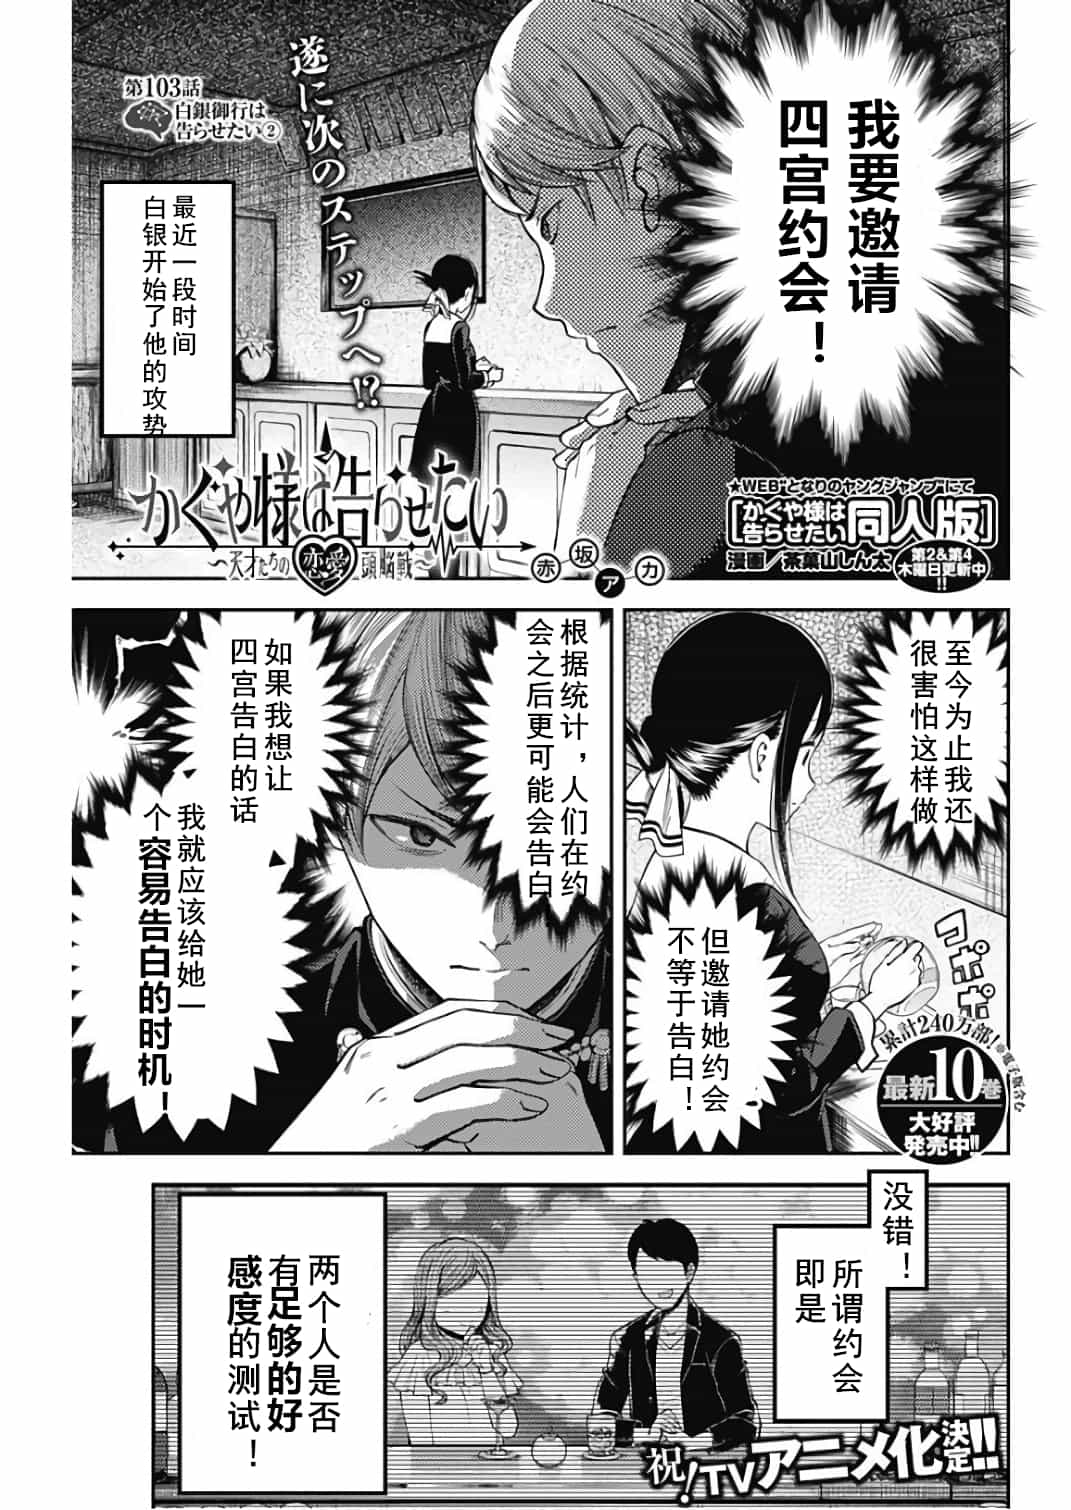 我要邀请
四宫约会！
遂に次のステップへ!?
第103話
白銀御行は
告らせたい②
最近一段时间
白银开始了他的攻势
かぐや様は告らせたい
～天才たちの恋愛頭脳戦～
赤坂アカ
★WEB"となりのヤングジャンプ"にて
[かぐや様は
告らせたい同人版]
漫画／茶葉山しん太
第2&第4
木曜日更新中
!!
至今为止我还
很害怕这样做
但邀请她约会
不等于告白！
コポポポ
累計240万部！
※電子版含む
最新10巻
大好評
発売中!!
根据统计，人们在约
会之后更可能会告白
如果我想让
四宫告白的话
我就应该给她一
个容易告白的时机！
没错！
所谓约会
即是
两个人是否
有足够的好
感度的测试！
祝！TVアニメ化決定!!